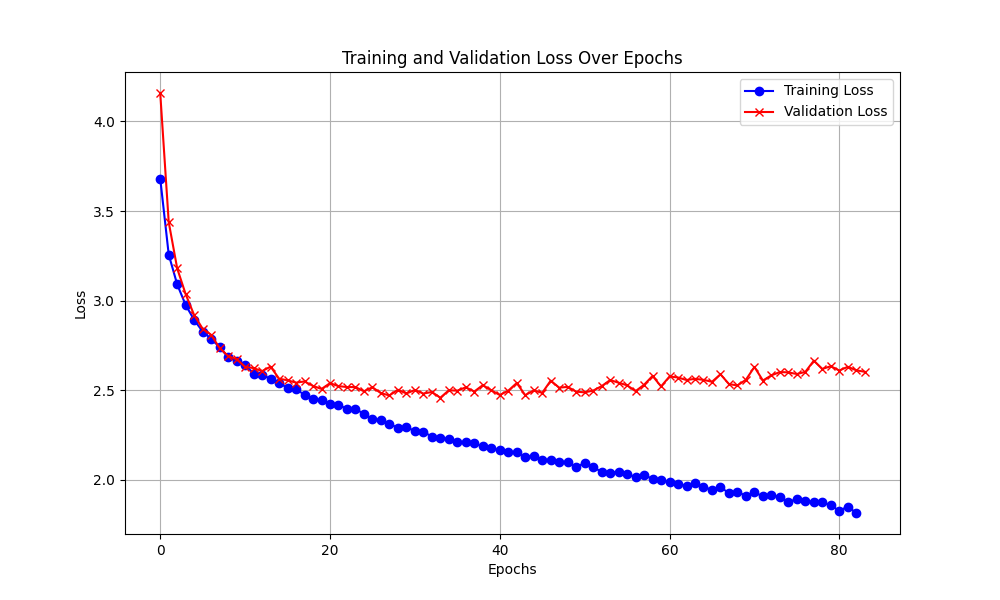 Training and Validation Loss Over Epochs
Training Loss
Validation Loss
4.0
3.5
3.0
2.5
2.0
Loss
0
20
40
60
80
Epochs